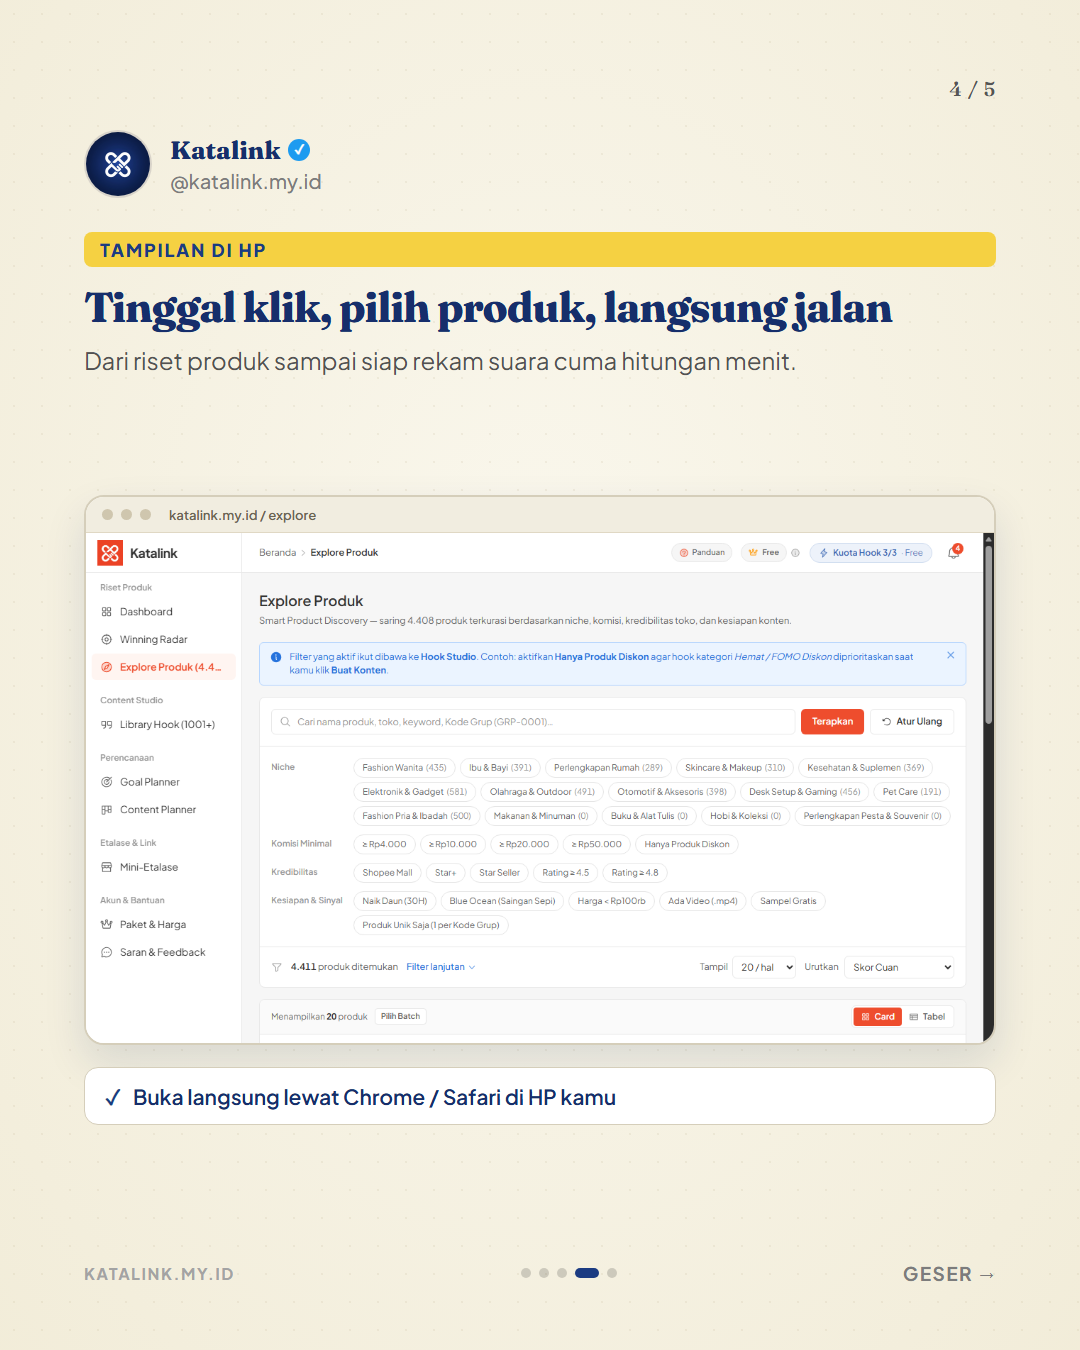 4 / 5
Katalink
@katalink.my.id
TAMPILAN DI HP
Tinggal klik, pilih produk, langsung jalan
Dari riset produk sampai siap rekam suara cuma hitungan menit.
katalink.my.id / explore
Katalink
Beranda › Explore Produk
Panduan
Free
Kuota Hook 3/3 · Free
4
Riset Produk
Dashboard
Winning Radar
Explore Produk (4.4...
Content Studio
Library Hook (1001+)
Perencanaan
Goal Planner
Content Planner
Etalase & Link
Mini-Etalase
Akun & Bantuan
Paket & Harga
Saran & Feedback
Explore Produk
Smart Product Discovery — saring 4.408 produk terkurasi berdasarkan niche, komisi, kredibilitas toko, dan kesiapan konten.
Filter yang aktif ikut dibawa ke Hook Studio. Contoh: aktifkan Hanya Produk Diskon agar hook kategori Hemat / FOMO Diskon diprioritaskan saat
kamu klik Buat Konten.
Cari nama produk, toko, keyword, Kode Grup (GRP-0001)...
Terapkan
Atur Ulang
Niche
Fashion Wanita (435) Ibu & Bayi (391) Perlengkapan Rumah (289) Skincare & Makeup (310) Kesehatan & Suplemen (369)
Elektronik & Gadget (581) Olahraga & Outdoor (491) Otomotif & Aksesoris (398) Desk Setup & Gaming (456) Pet Care (191)
Fashion Pria & Ibadah (500) Makanan & Minuman (0) Buku & Alat Tulis (0) Hobi & Koleksi (0) Perlengkapan Pesta & Souvenir (0)
Komisi Minimal
≥ Rp4.000 ≥ Rp10.000 ≥ Rp20.000 ≥ Rp50.000 Hanya Produk Diskon
Kredibilitas
Shopee Mall Star+ Star Seller Rating ≥ 4.5 Rating ≥ 4.8
Kesiapan & Sinyal
Naik Daun (30H) Blue Ocean (Saingan Sepi) Harga < Rp100rb Ada Video (.mp4) Sampel Gratis
Produk Unik Saja (1 per Kode Grup)
4.411 produk ditemukan Filter lanjutan
Tampil 20 / hal Urutkan Skor Cuan
Menampilkan 20 produk Pilih Batch
Card Tabel
✓ Buka langsung lewat Chrome / Safari di HP kamu
KATALINK.MY.ID
GESER →